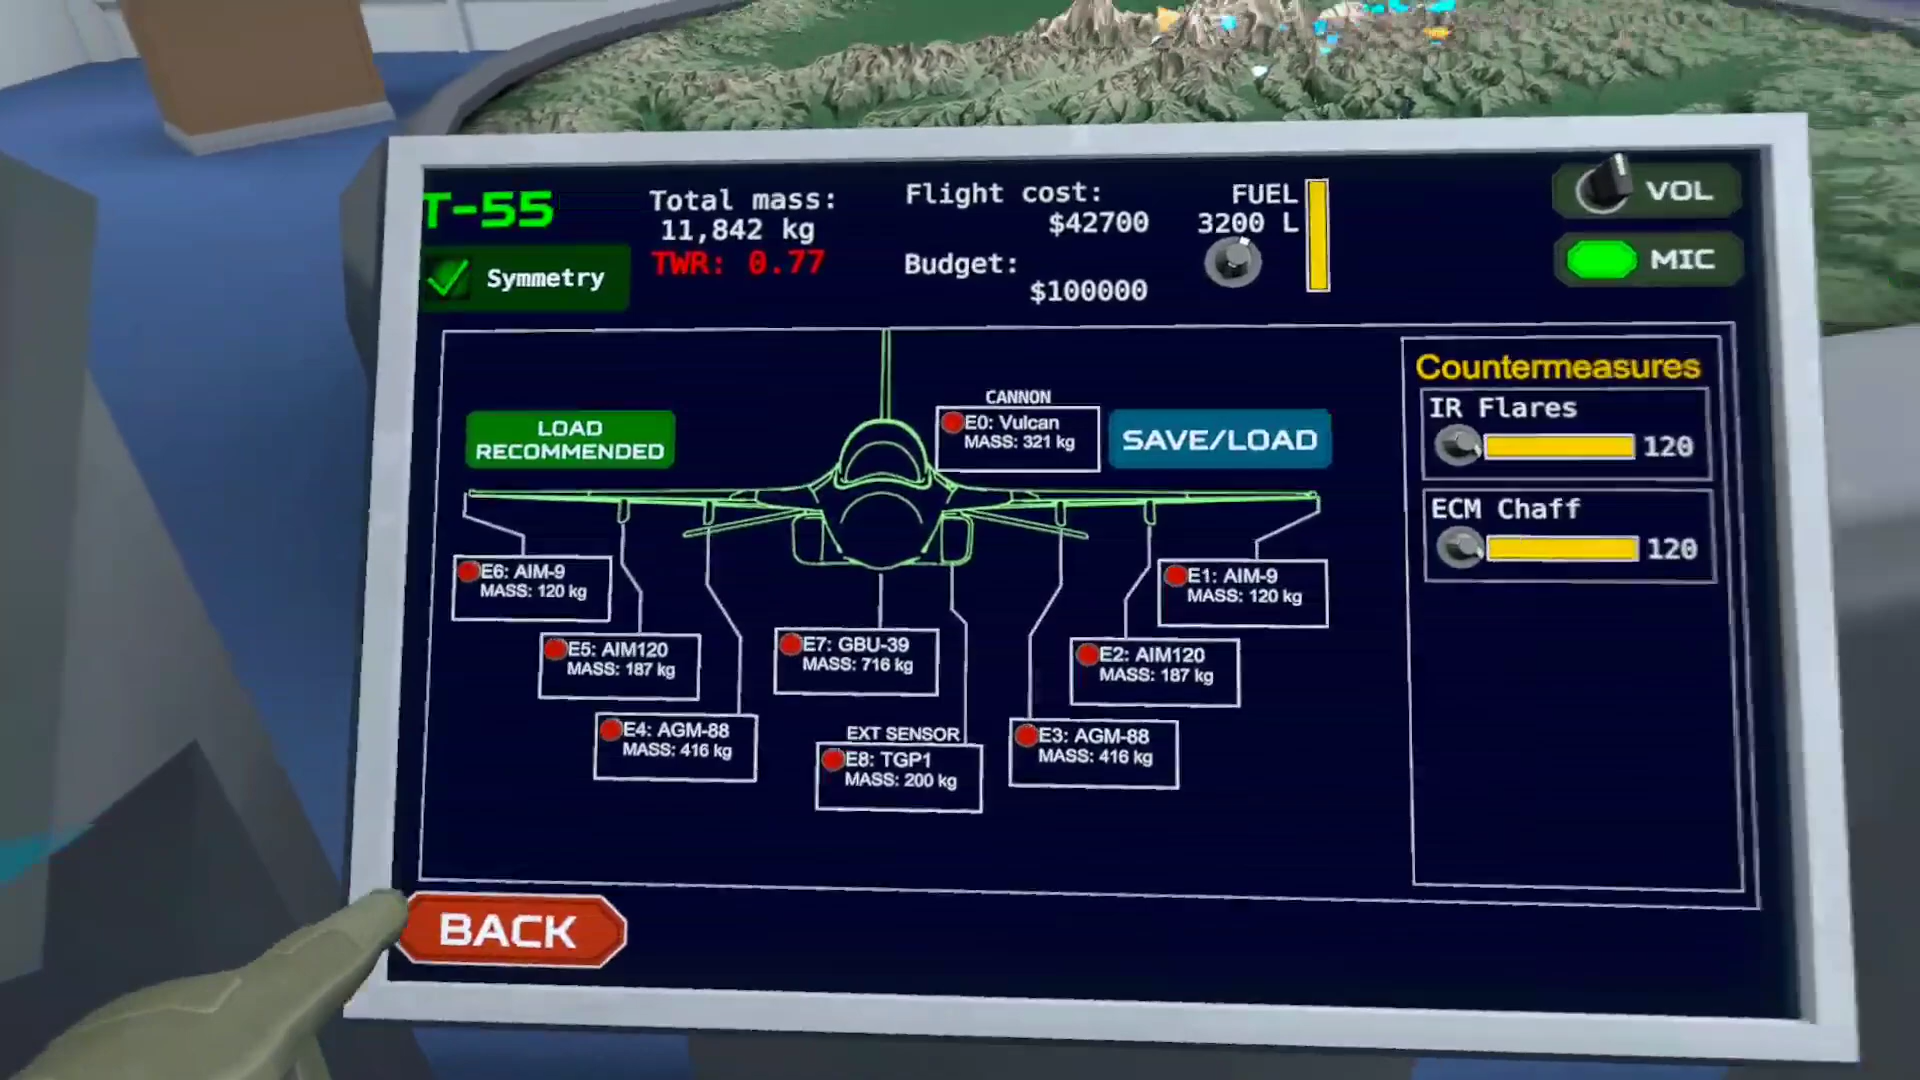 T-55
Symmetry
Total mass:
11,842 kg
TWR: 0.77
Flight cost:
$42700
Budget:
$100000
FUEL
3200 L
VOL
MIC
LOAD
RECOMMENDED
CANNON
E0: Vulcan
MASS: 321 kg
SAVE/LOAD
E6: AIM-9
MASS: 120 kg
E1: AIM-9
MASS: 120 kg
E5: AIM120
MASS: 187 kg
E7: GBU-39
MASS: 716 kg
E2: AIM120
MASS: 187 kg
E4: AGM-88
MASS: 416 kg
EXT SENSOR
E8: TGP1
MASS: 200 kg
E3: AGM-88
MASS: 416 kg
Countermeasures
IR Flares
120
ECM Chaff
120
BACK